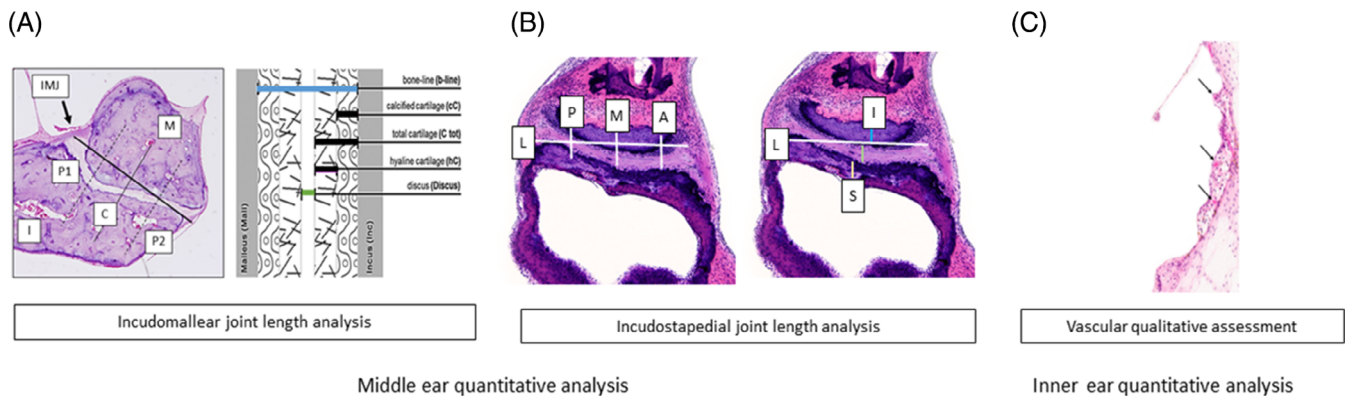 (A)
IMJ
M
P1
C
I
P2
bone-line (b-line)
calcified cartilage (cC)
total cartilage (C tot)
hyaline cartilage (hC)
discus (Discus)
Malleus (Mall)
Incus (Inc)
Incudomallear joint length analysis
(B)
P M A
L
I
L
S
Incudostapedial joint length analysis
Middle ear quantitative analysis
(C)
Vascular qualitative assessment
Inner ear quantitative analysis